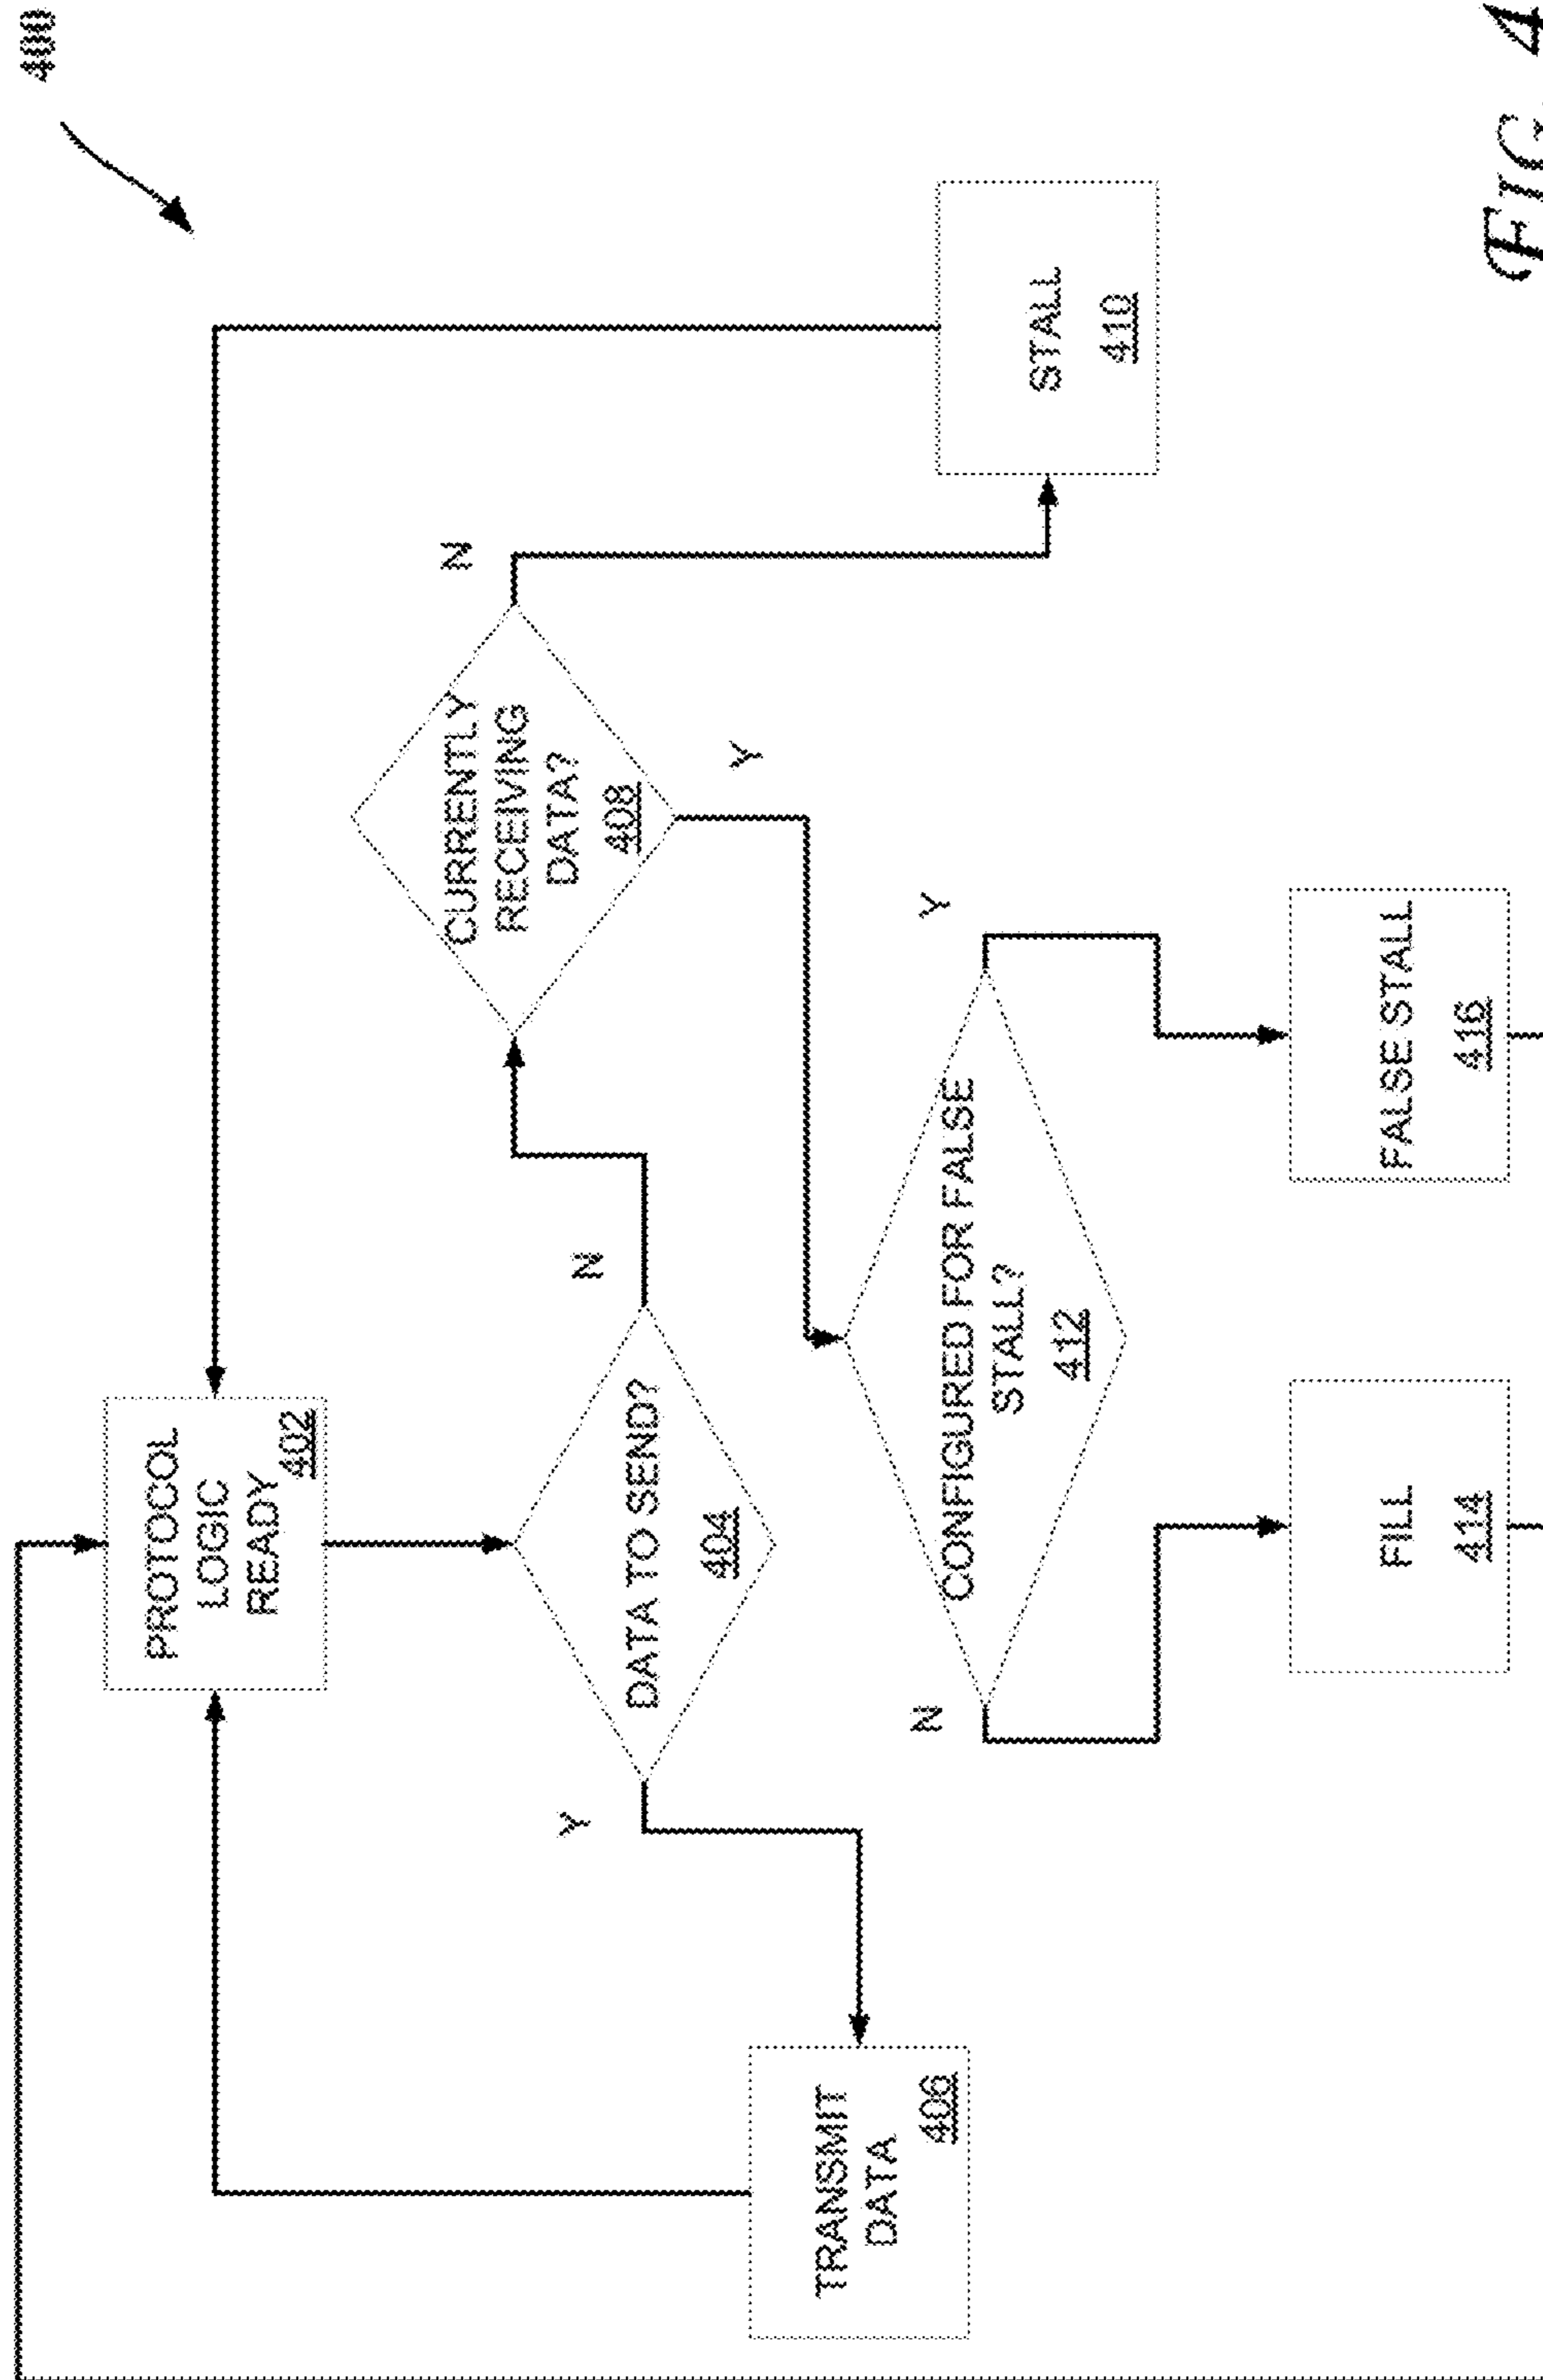 400
PROTOCOL
LOGIC
READY
402
DATA TO SEND?
404
Y
N
TRANSMIT
DATA
406
CURRENTLY
RECEIVING
DATA?
408
N
Y
STALL
410
CONFIGURED FOR FALSE
STALL?
412
N
Y
FILL
414
FALSE STALL
416
FIG. 4